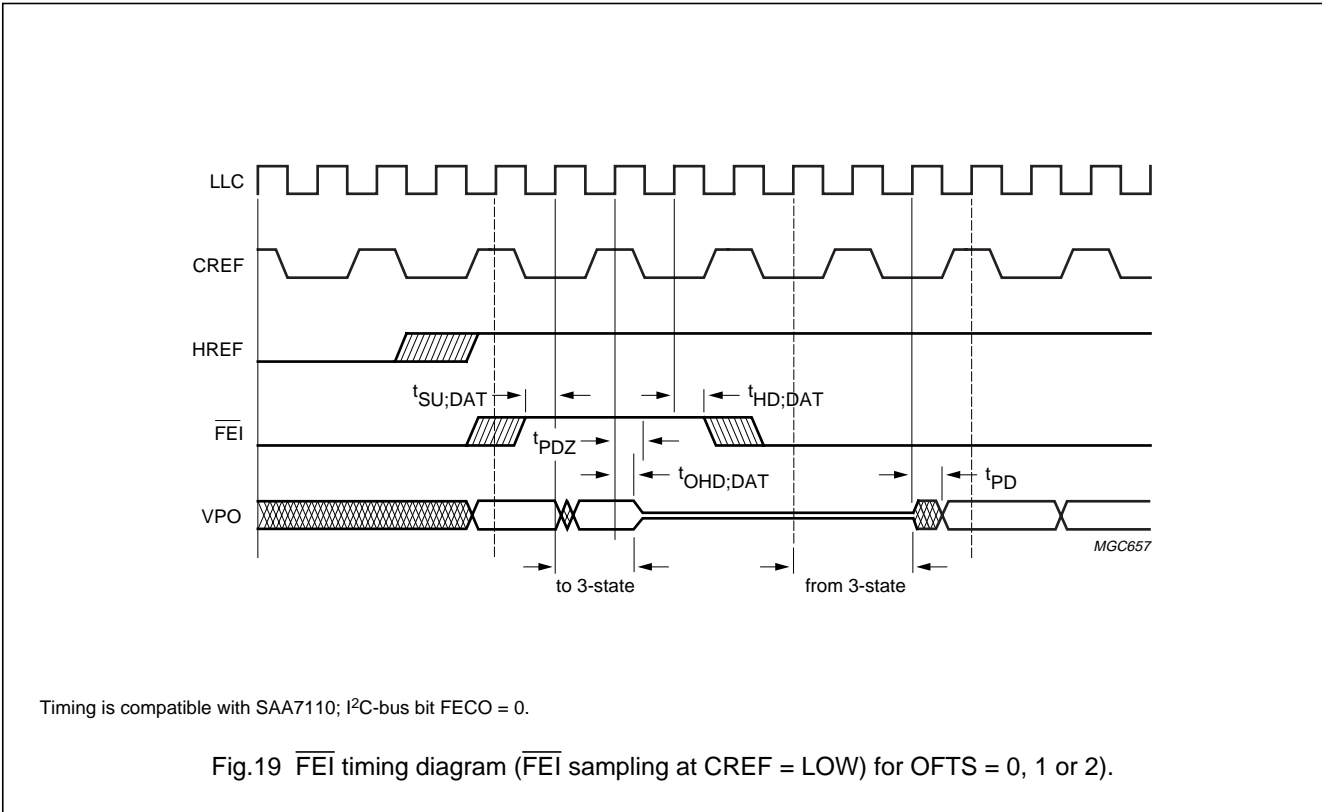 LLC
CREF
HREF
tSU;DAT
tHD;DAT
FEI
tPDZ
tOHD;DAT
tPD
VPO
MGC657
to 3-state
from 3-state
Timing is compatible with SAA7110; I2C-bus bit FECO = 0.
Fig.19 FEI timing diagram (FEI sampling at CREF = LOW) for OFTS = 0, 1 or 2).